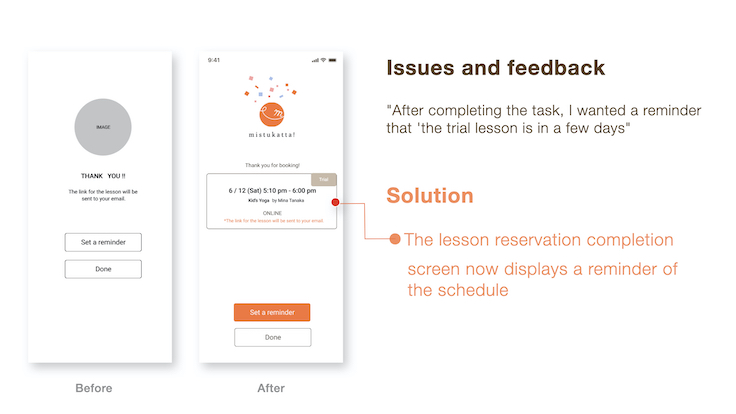 IMAGE
THANK YOU !!
The link for the lesson will be
sent to your email.
Set a reminder
Done
Before
9:41
mistukatta!
Thank you for booking!
Trial
6 / 12 (Sat) 5:10 pm - 6:00 pm
Kid's Yoga by Mina Tanaka
ONLINE
*The link for the lesson will be sent to your email.
Set a reminder
Done
After
Issues and feedback
"After completing the task, I wanted a reminder
that 'the trial lesson is in a few days"
Solution
The lesson reservation completion
screen now displays a reminder of
the schedule